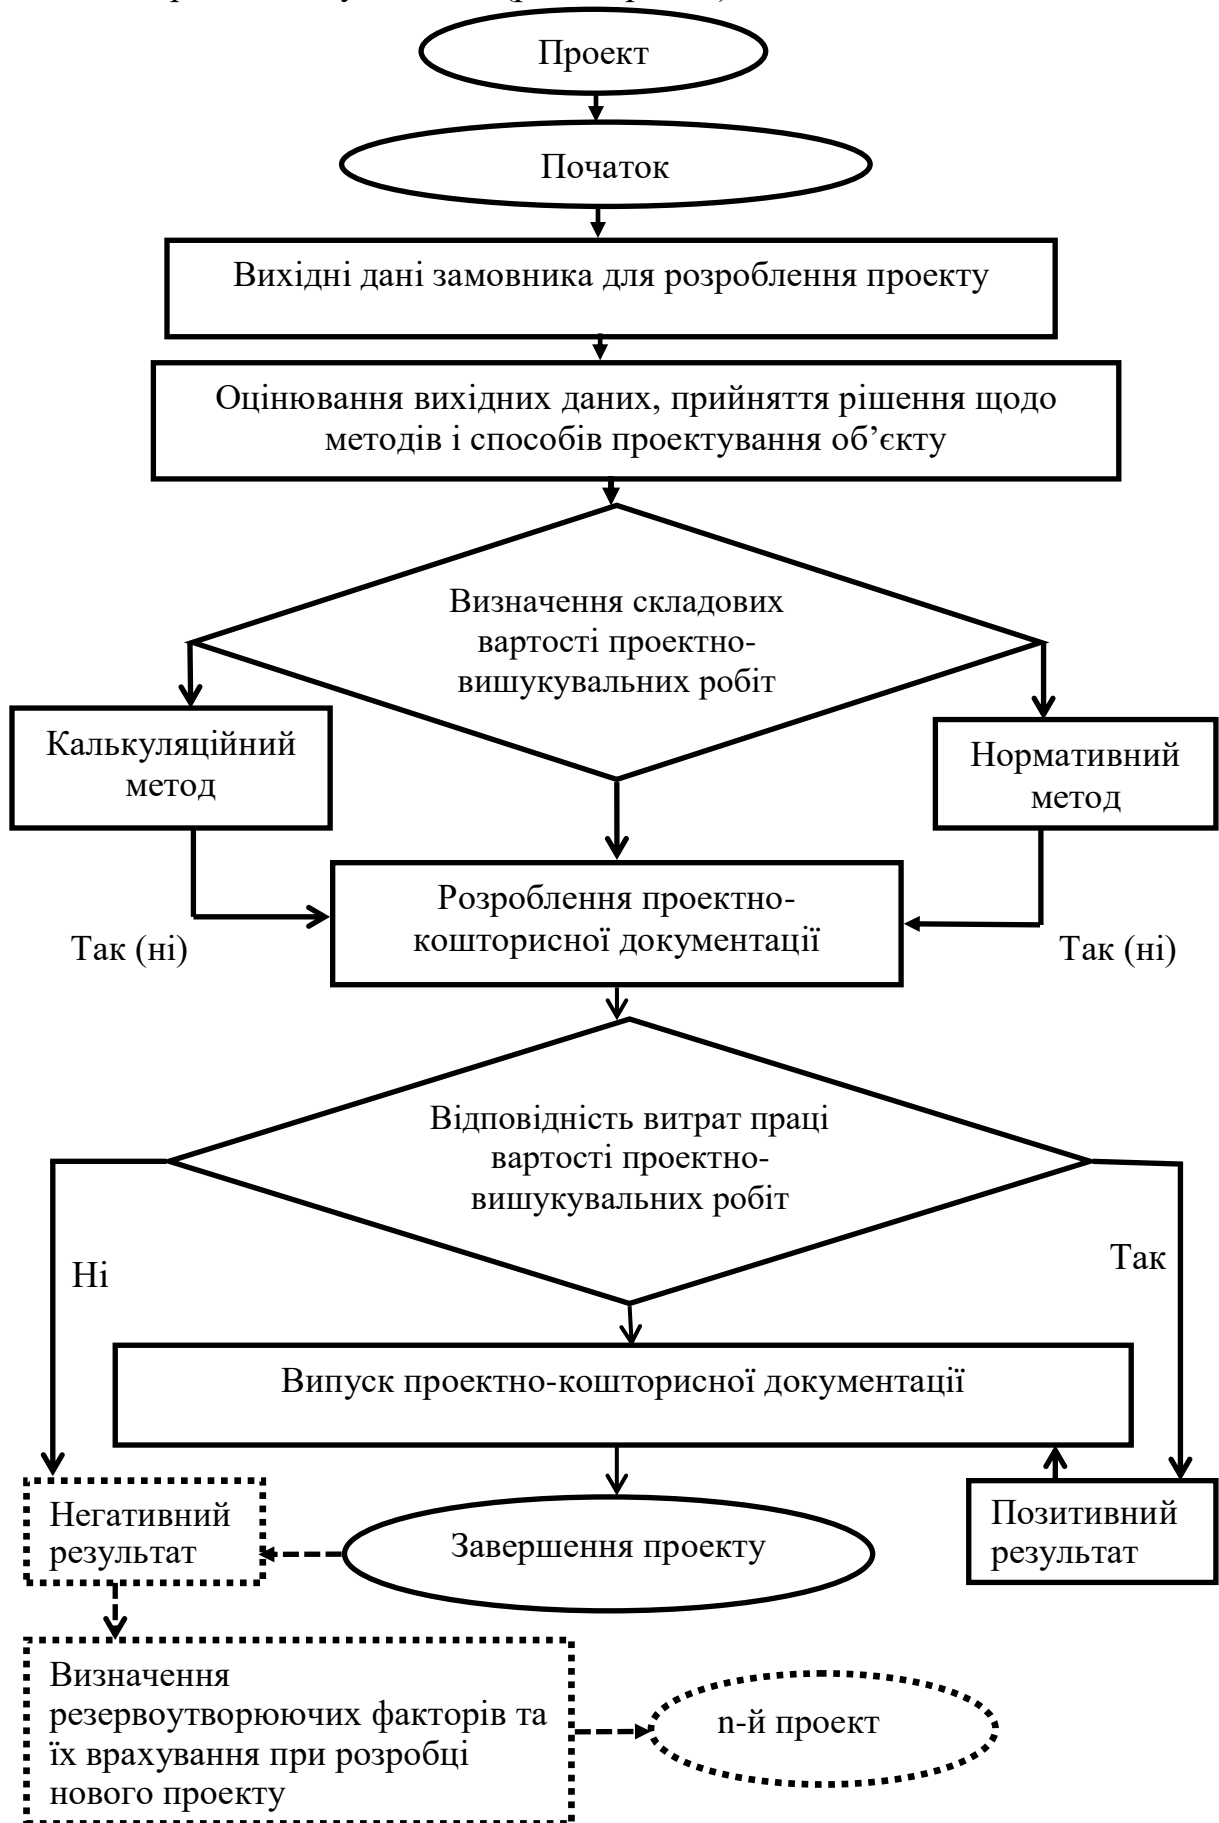 Проект
Початок
Вихідні дані замовника для розроблення проекту
Оцінювання вихідних даних, прийняття рішення щодо
методів і способів проектування об’єкту
Визначення складових
вартості проектно-
вишукувальних робіт
Калькуляційний
метод
Нормативний
метод
Розроблення проектно-
кошторисної документації
Так (ні)
Так (ні)
Відповідність витрат праці
вартості проектно-
вишукувальних робіт
Ні
Так
Випуск проектно-кошторисної документації
Негативний
результат
Завершення проекту
Позитивний
результат
Визначення
резервоутворюючих факторів та
їх врахування при розробці
нового проекту
n-й проект